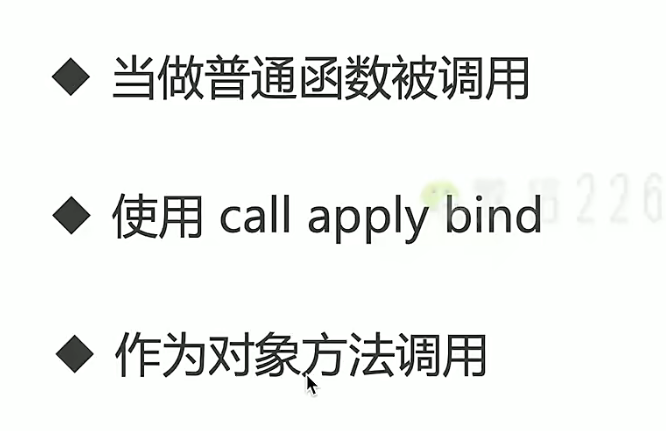 ◆ 当做普通函数被调用
◆ 使用 call apply bind
226
◆ 作为对象方法调用